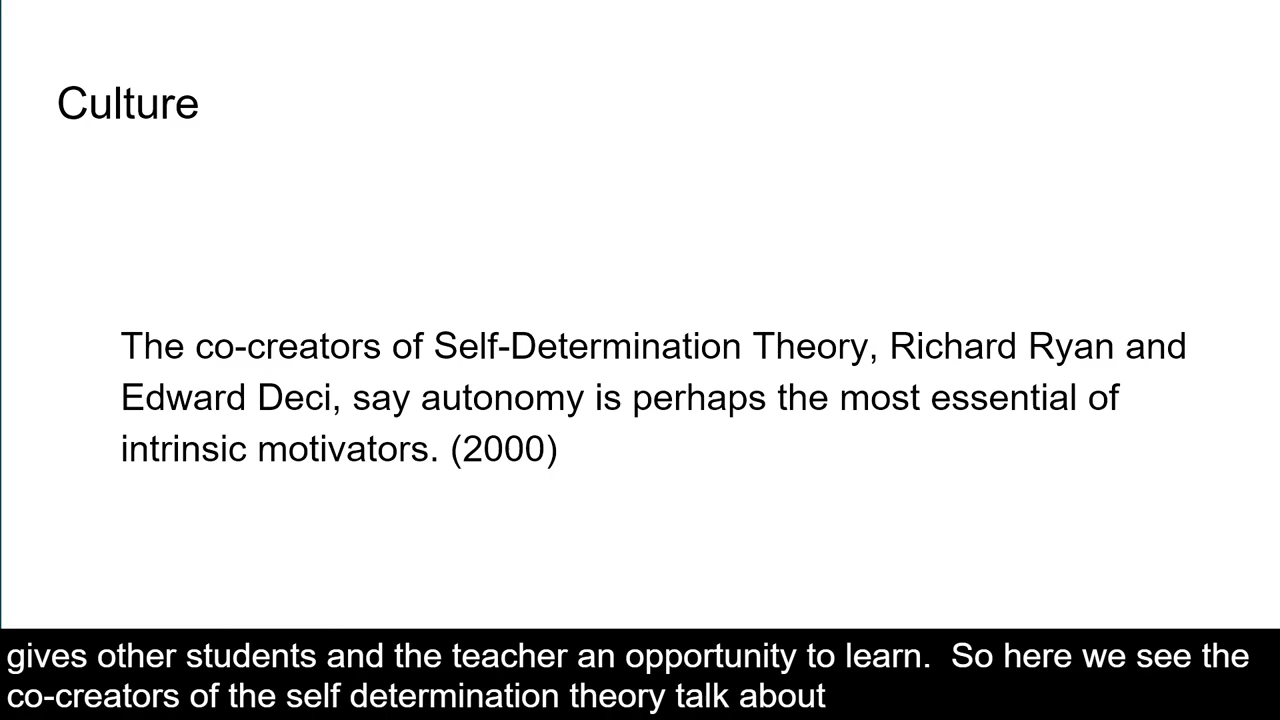 Culture
The co-creators of Self-Determination Theory, Richard Ryan and
Edward Deci, say autonomy is perhaps the most essential of
intrinsic motivators. (2000)
gives other students and the teacher an opportunity to learn.  So here we see the
co-creators of the self determination theory talk about